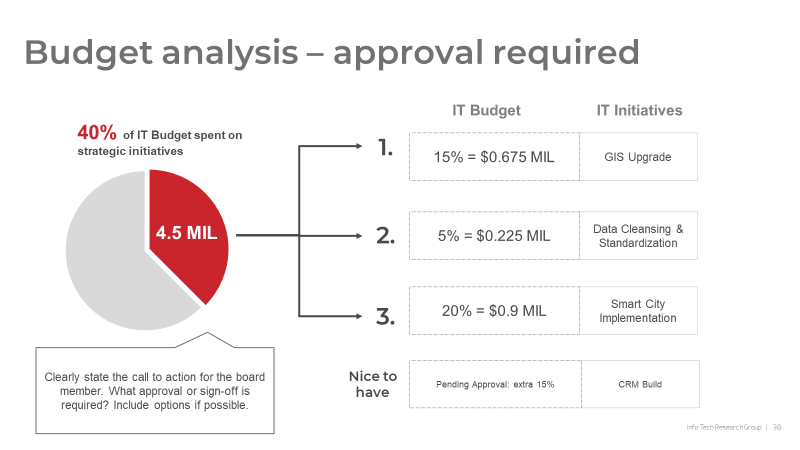 Budget analysis – approval required
40% of IT Budget spent on
strategic initiatives
4.5 MIL
Clearly state the call to action for the board
member. What approval or sign-off is
required? Include options if possible.
IT Budget
IT Initiatives
1.
15% = $0.675 MIL
GIS Upgrade
2.
5% = $0.225 MIL
Data Cleansing &
Standardization
3.
20% = $0.9 MIL
Smart City
Implementation
Nice to
have
Pending Approval: extra 15%
CRM Build
Info-Tech Research Group | 38